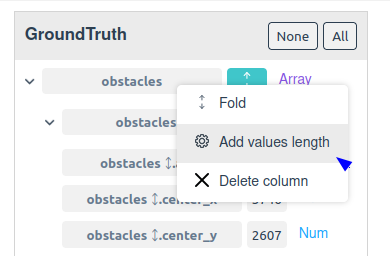 GroundTruth None All
obstacles Array
Fold
obstacles
Add values length
obstacles
Delete column
obstacles ↕.center_x
obstacles ↕.center_y 2607 Num